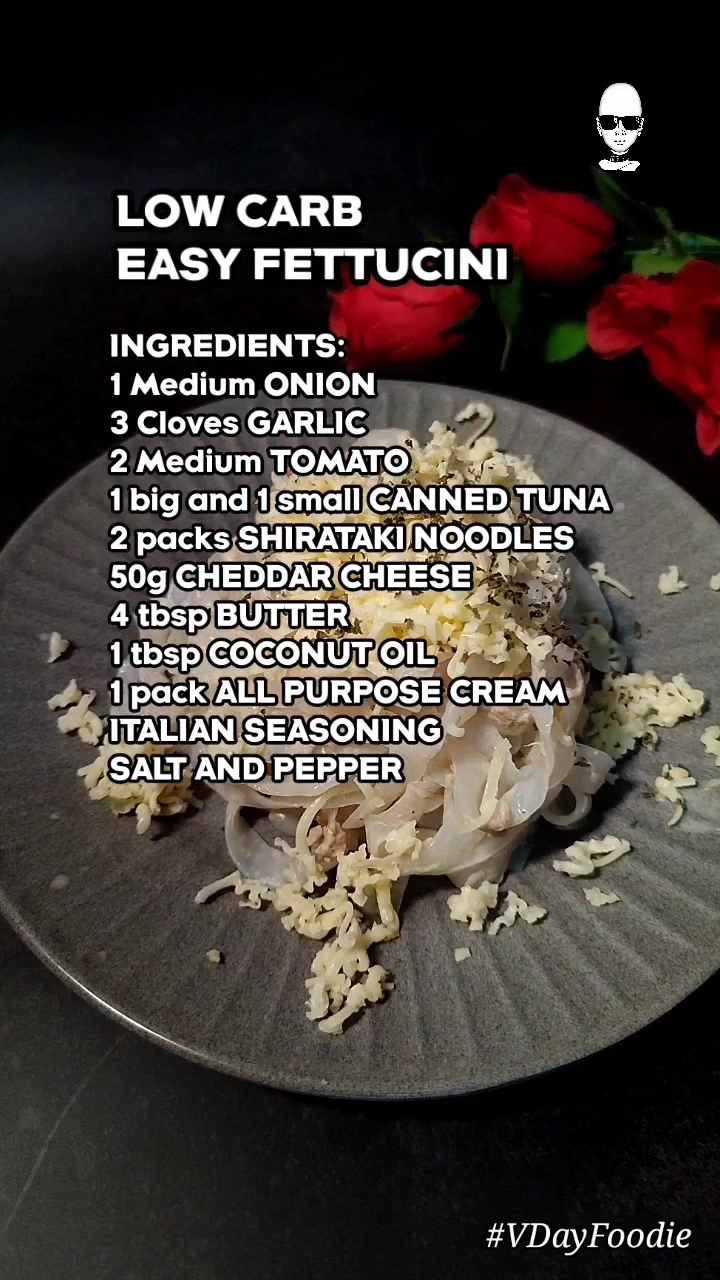 LOW CARB
EASY FETTUCINI
INGREDIENTS:
1 Medium ONION
3 Cloves GARLIC
2 Medium TOMATO
1 big and 1 small CANNED TUNA
2 packs SHIRATAKI NOODLES
50g CHEDDAR CHEESE
4 tbsp BUTTER
1 tbsp COCONUT OIL
1 pack ALL PURPOSE CREAM
ITALIAN SEASONING
SALT AND PEPPER
#VDayFoodie